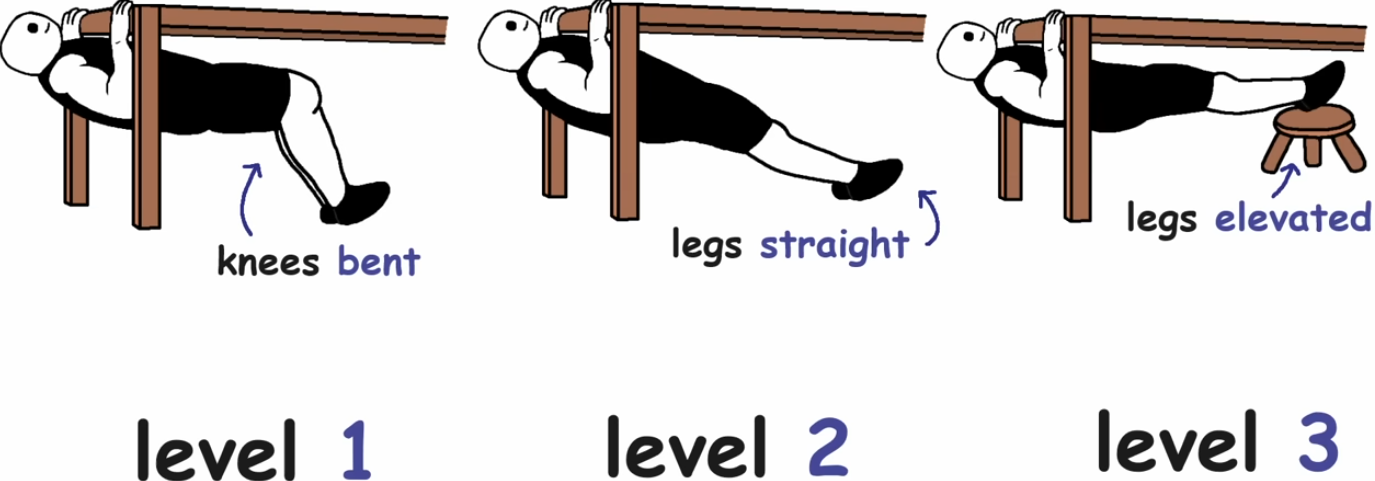 knees bent
legs straight
legs elevated
level 1
level 2
level 3